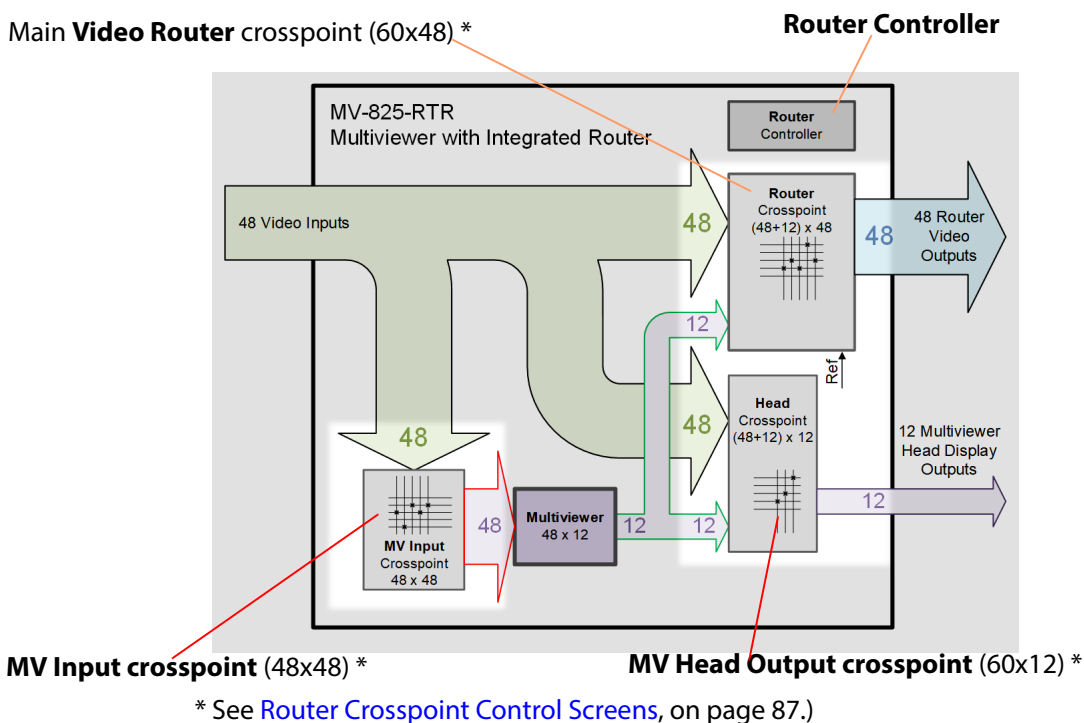 Main Video Router crosspoint (60x48) *
Router Controller
MV-825-RTR
Multiviewer with Integrated Router
Router
Controller
48 Video Inputs
48
Router
Crosspoint
(48+12) x 48
48
48 Router
Video
Outputs
12
Ref
48
Head
Crosspoint
(48+12) x 12
12 Multiviewer
Head Display
Outputs
12
48
MV Input
Crosspoint
48 x 48
48
Multiviewer
48 x 12
12
12
MV Input crosspoint (48x48) *
MV Head Output crosspoint (60x12) *
* See Router Crosspoint Control Screens, on page 87.)